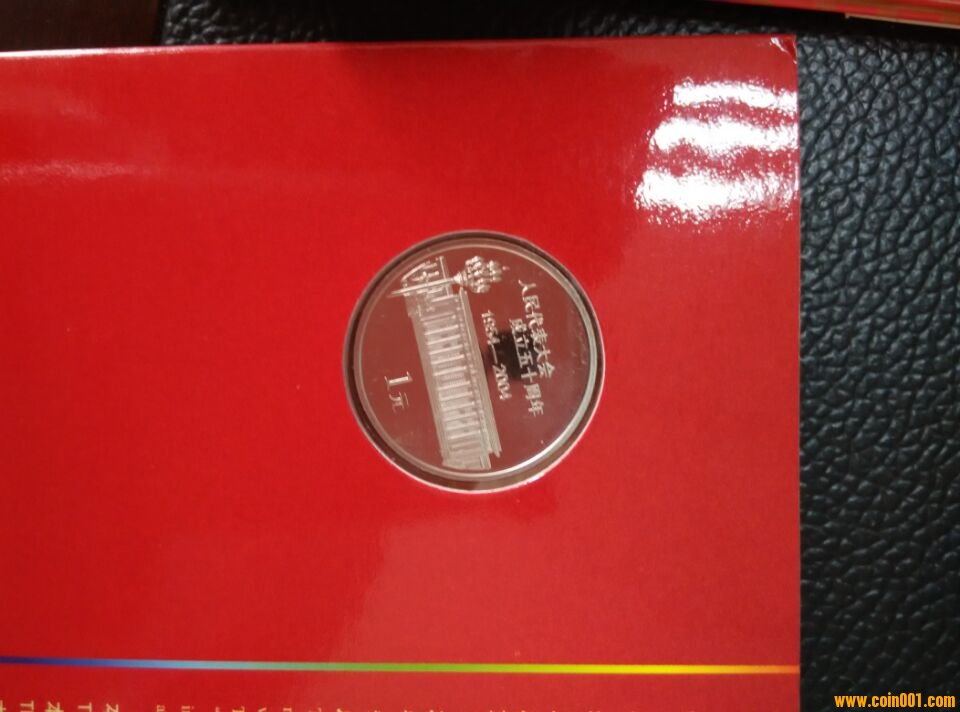 人民代表大会
成立五十周年
1954—2004
1元
www.coin001.com